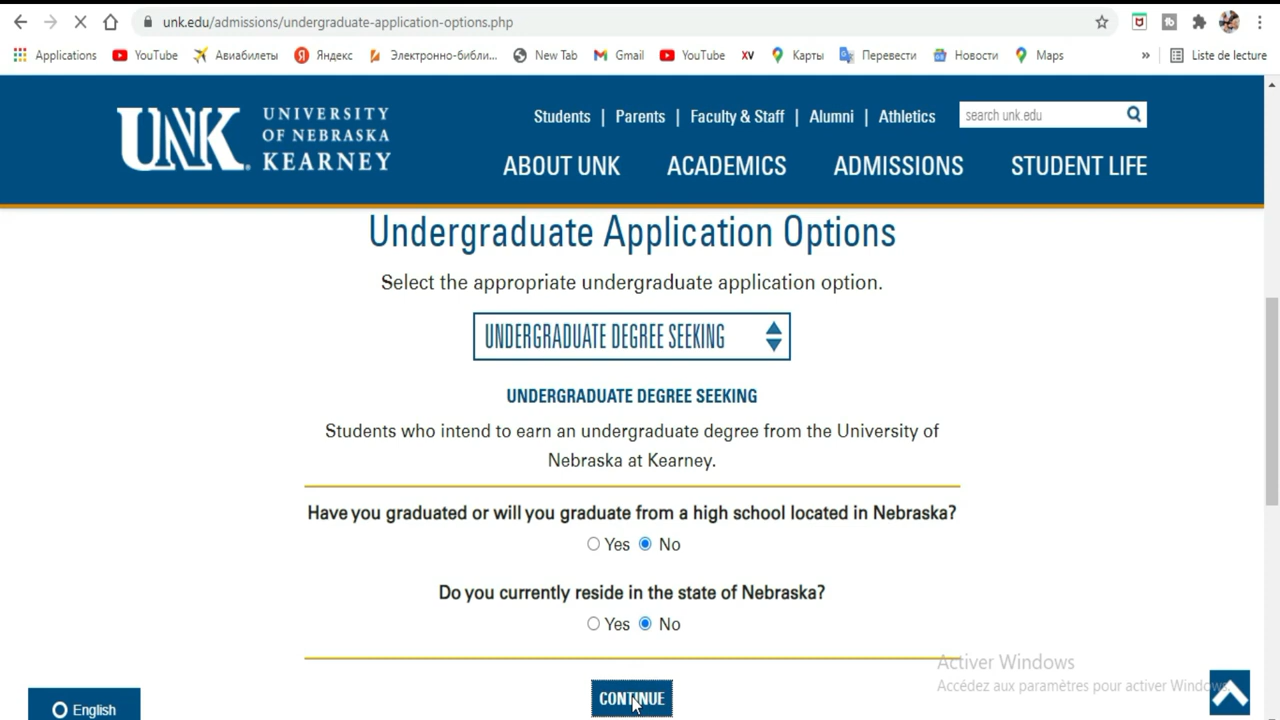 unk.edu/admissions/undergraduate-application-options.php
Applications YouTube Авиабилеты Яндекс Электронно-библи... New Tab Gmail YouTube XV Карты Перевести Новости Maps » Liste de lecture
UNK. UNIVERSITY
OF NEBRASKA
KEARNEY
Students | Parents | Faculty & Staff | Alumni | Athletics search unk.edu
ABOUT UNK ACADEMICS ADMISSIONS STUDENT LIFE
Undergraduate Application Options
Select the appropriate undergraduate application option.
UNDERGRADUATE DEGREE SEEKING
UNDERGRADUATE DEGREE SEEKING
Students who intend to earn an undergraduate degree from the University of
Nebraska at Kearney.
Have you graduated or will you graduate from a high school located in Nebraska?
Yes No
Do you currently reside in the state of Nebraska?
Yes No
Activer Windows
Accédez aux paramètres pour activer Windows.
CONTINUE
English